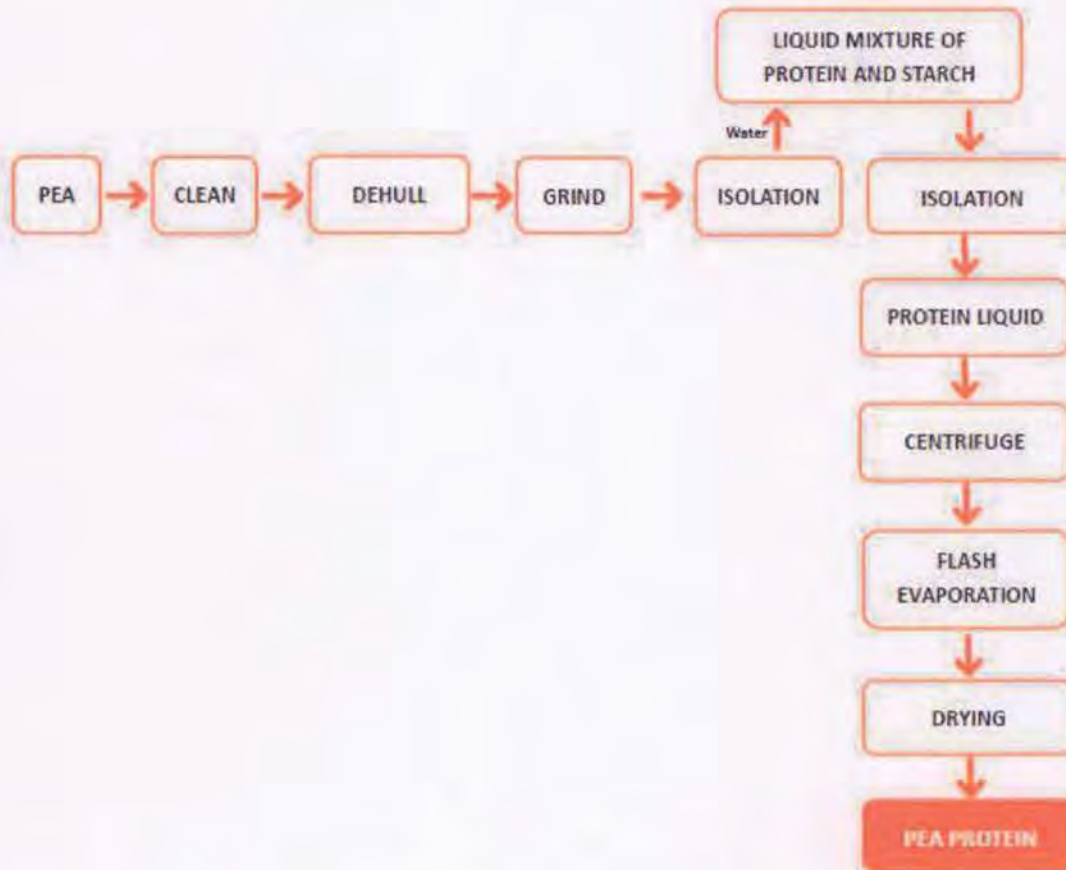 LIQUID MIXTURE OF
PROTEIN AND STARCH
Water
PEA
CLEAN
DEHULL
GRIND
ISOLATION
ISOLATION
PROTEIN LIQUID
CENTRIFUGE
FLASH
EVAPORATION
DRYING
PEA PROTEIN